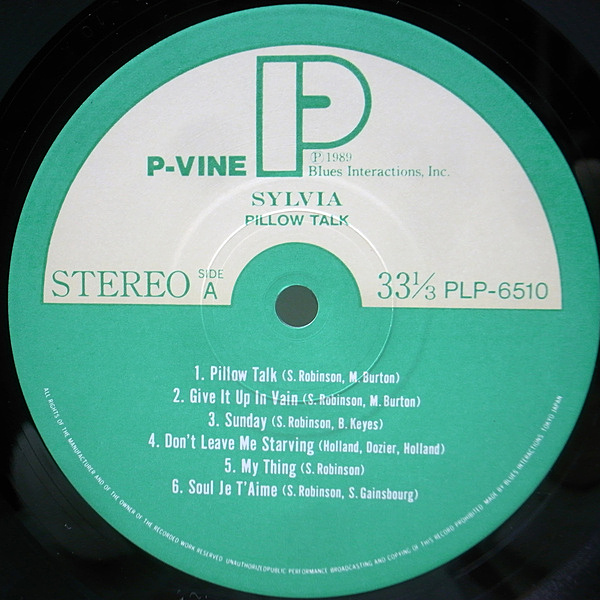 P
P-VINE
Ⓟ1989
Blues Interactions, Inc.
SYLVIA
PILLOW TALK
STEREO SIDE A
33⅓ PLP-6510
1. Pillow Talk (S. Robinson, M. Burton)
2. Give It Up In Vain (S. Robinson, M. Burton)
3. Sunday (S. Robinson, B. Keyes)
4. Don't Leave Me Starving (Holland, Dozier, Holland)
5. My Thing (S. Robinson)
6. Soul Je T'Aime (S. Robinson, S. Gainsbourg)
ALL RIGHTS OF THE MANUFACTURER AND OF THE OWNER OF THE RECORDED WORK RESERVED UNAUTHORIZED PUBLIC PERFORMANCE BROADCASTING AND COPYING OF THIS RECORD PROHIBITED MADE BY BLUES INTERACTIONS TOKYO JAPAN